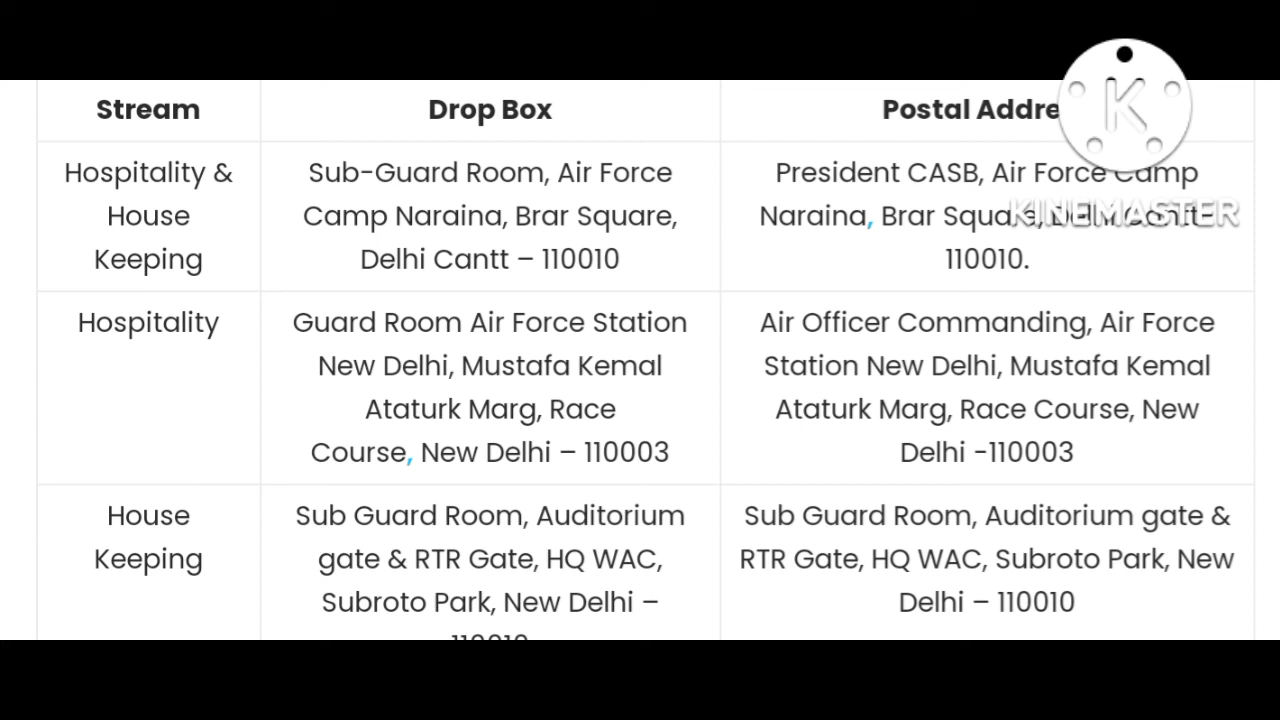 Stream
Drop Box
Postal Addre
Hospitality &
House
Keeping
Sub-Guard Room, Air Force
Camp Naraina, Brar Square,
Delhi Cantt – 110010
President CASB, Air Force Camp
Naraina, Brar Square, Delhi Cantt-
110010.
Hospitality
Guard Room Air Force Station
New Delhi, Mustafa Kemal
Ataturk Marg, Race
Course, New Delhi – 110003
Air Officer Commanding, Air Force
Station New Delhi, Mustafa Kemal
Ataturk Marg, Race Course, New
Delhi -110003
House
Keeping
Sub Guard Room, Auditorium
gate & RTR Gate, HQ WAC,
Subroto Park, New Delhi –
Sub Guard Room, Auditorium gate &
RTR Gate, HQ WAC, Subroto Park, New
Delhi – 110010
K
KINEMASTER